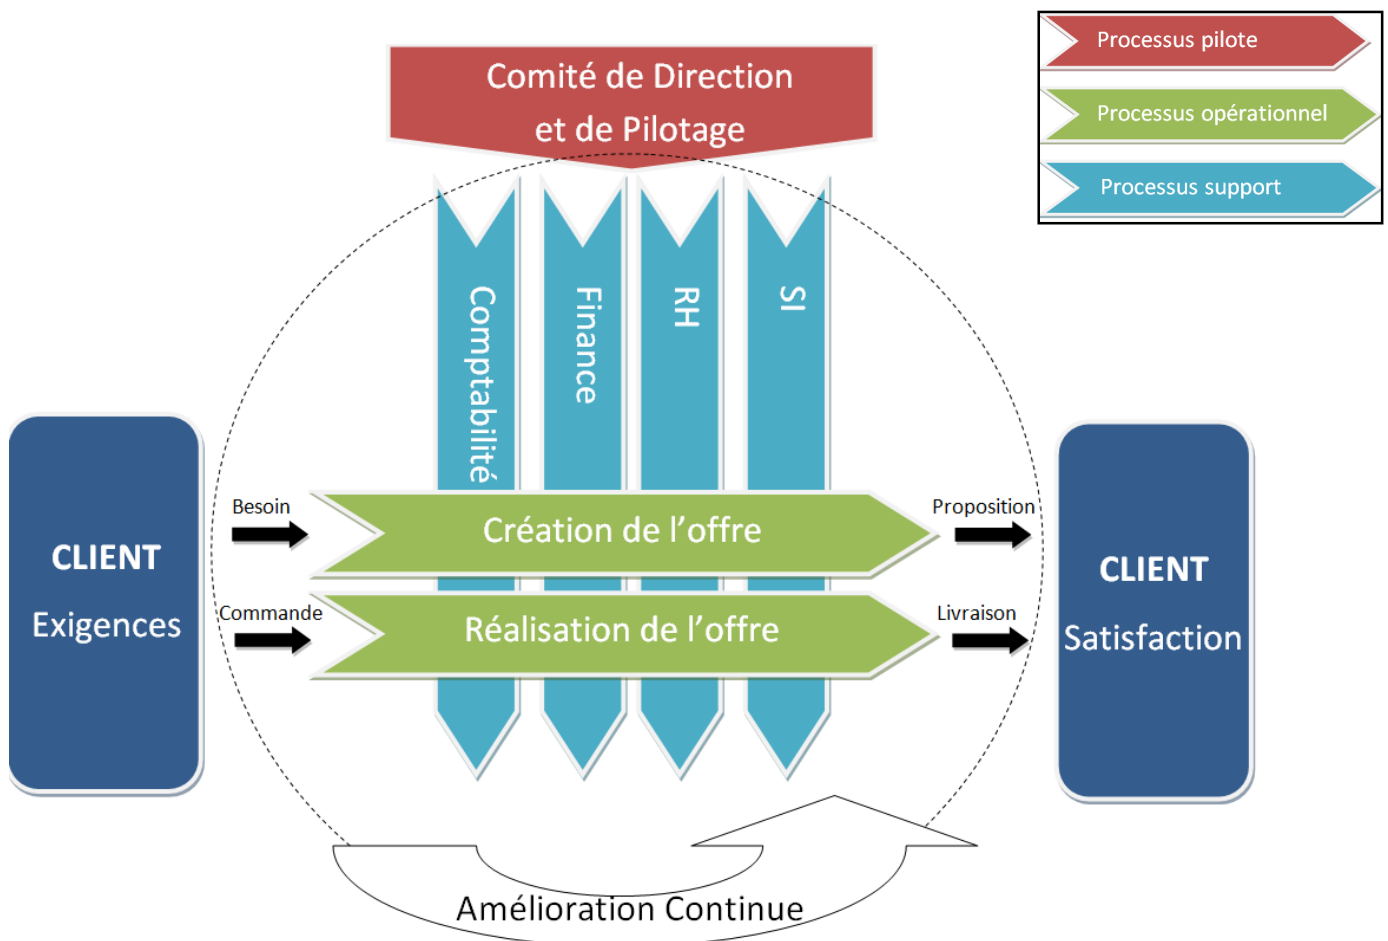 Comité de Direction
et de Pilotage
Processus pilote
Processus opérationnel
Processus support
Comptabilité
Finance
RH
SI
CLIENT
Exigences
Besoin
Commande
Création de l'offre
Réalisation de l'offre
Proposition
Livraison
CLIENT
Satisfaction
Amélioration Continue